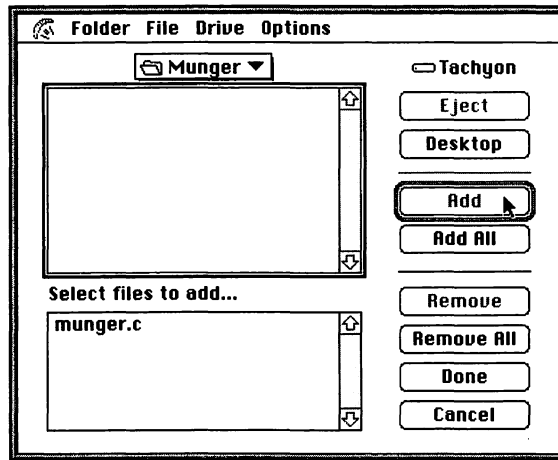 Folder File Drive Options
Munger
Tachyon
Eject
Desktop
Add
Add All
Select files to add...
munger.c
Remove
Remove All
Done
Cancel